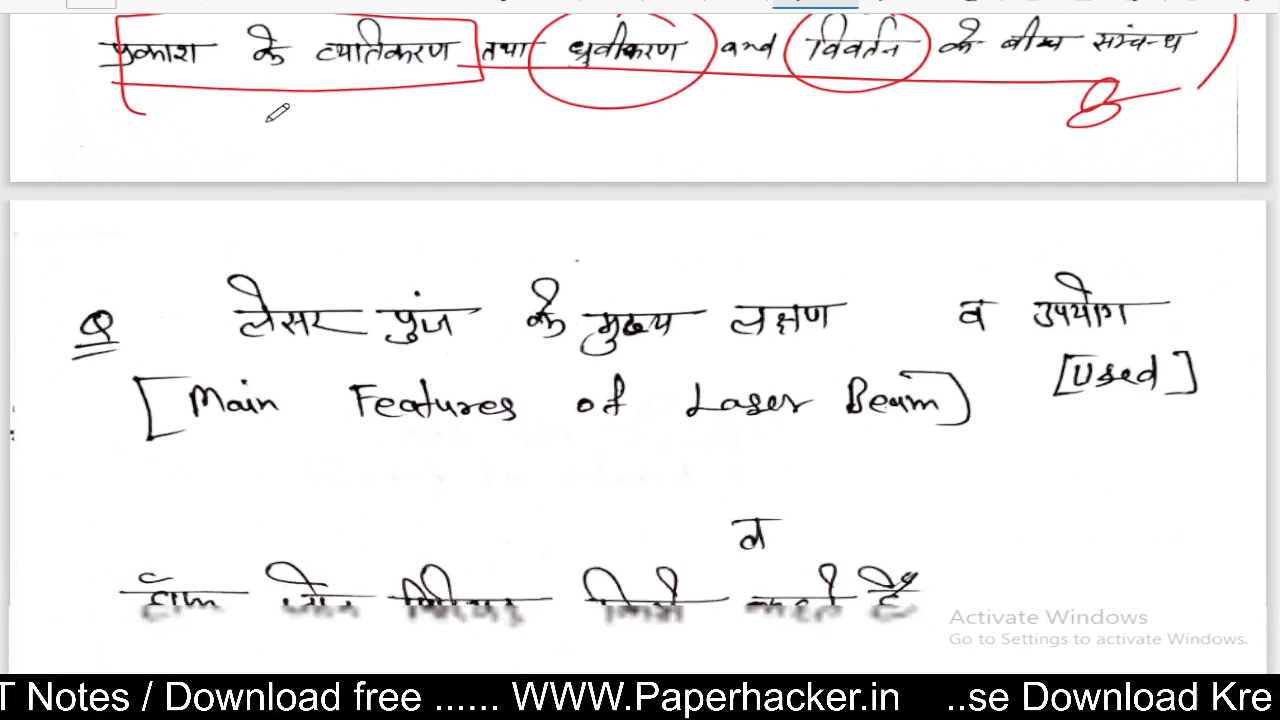 प्रकाश के व्यतिकरण तथा ध्रुवीकरण and विवर्तन के बीच सम्बन्ध
Q लेसर पुंज के मुख्य लक्षण व उपयोग
[Main Features of Laser Beam] [Used]
व
किसे कहते हैं
Activate Windows
Go to Settings to activate Windows.
T Notes / Download free ...... WWW.Paperhacker.in ..se Download Kre